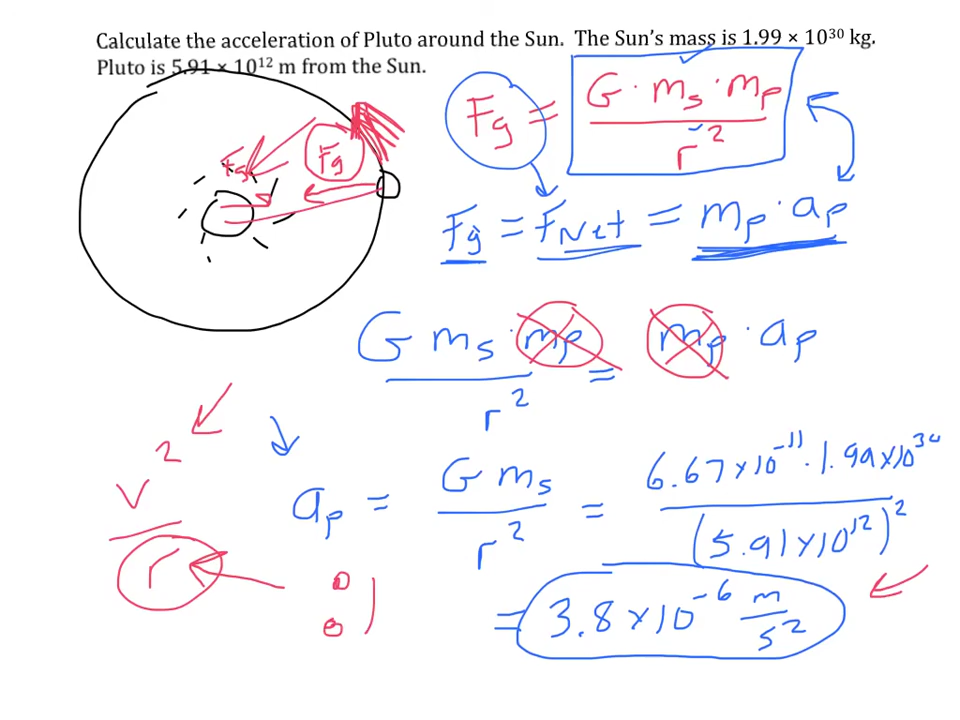 Calculate the acceleration of Pluto around the Sun. The Sun's mass is 1.99 × 10³⁰ kg.
Pluto is 5.91 × 10¹² m from the Sun.
Fg = G · ms · mp / r²
Fg
Fg
Fg = FNet = mp · ap
G ms · mp / r² = mp · ap
v² / r
ap = G ms / r² = 6.67 x 10⁻¹¹ · 1.99 x 10³⁰ / (5.91 x 10¹²)²
= 3.8 x 10⁻⁶ m/s²